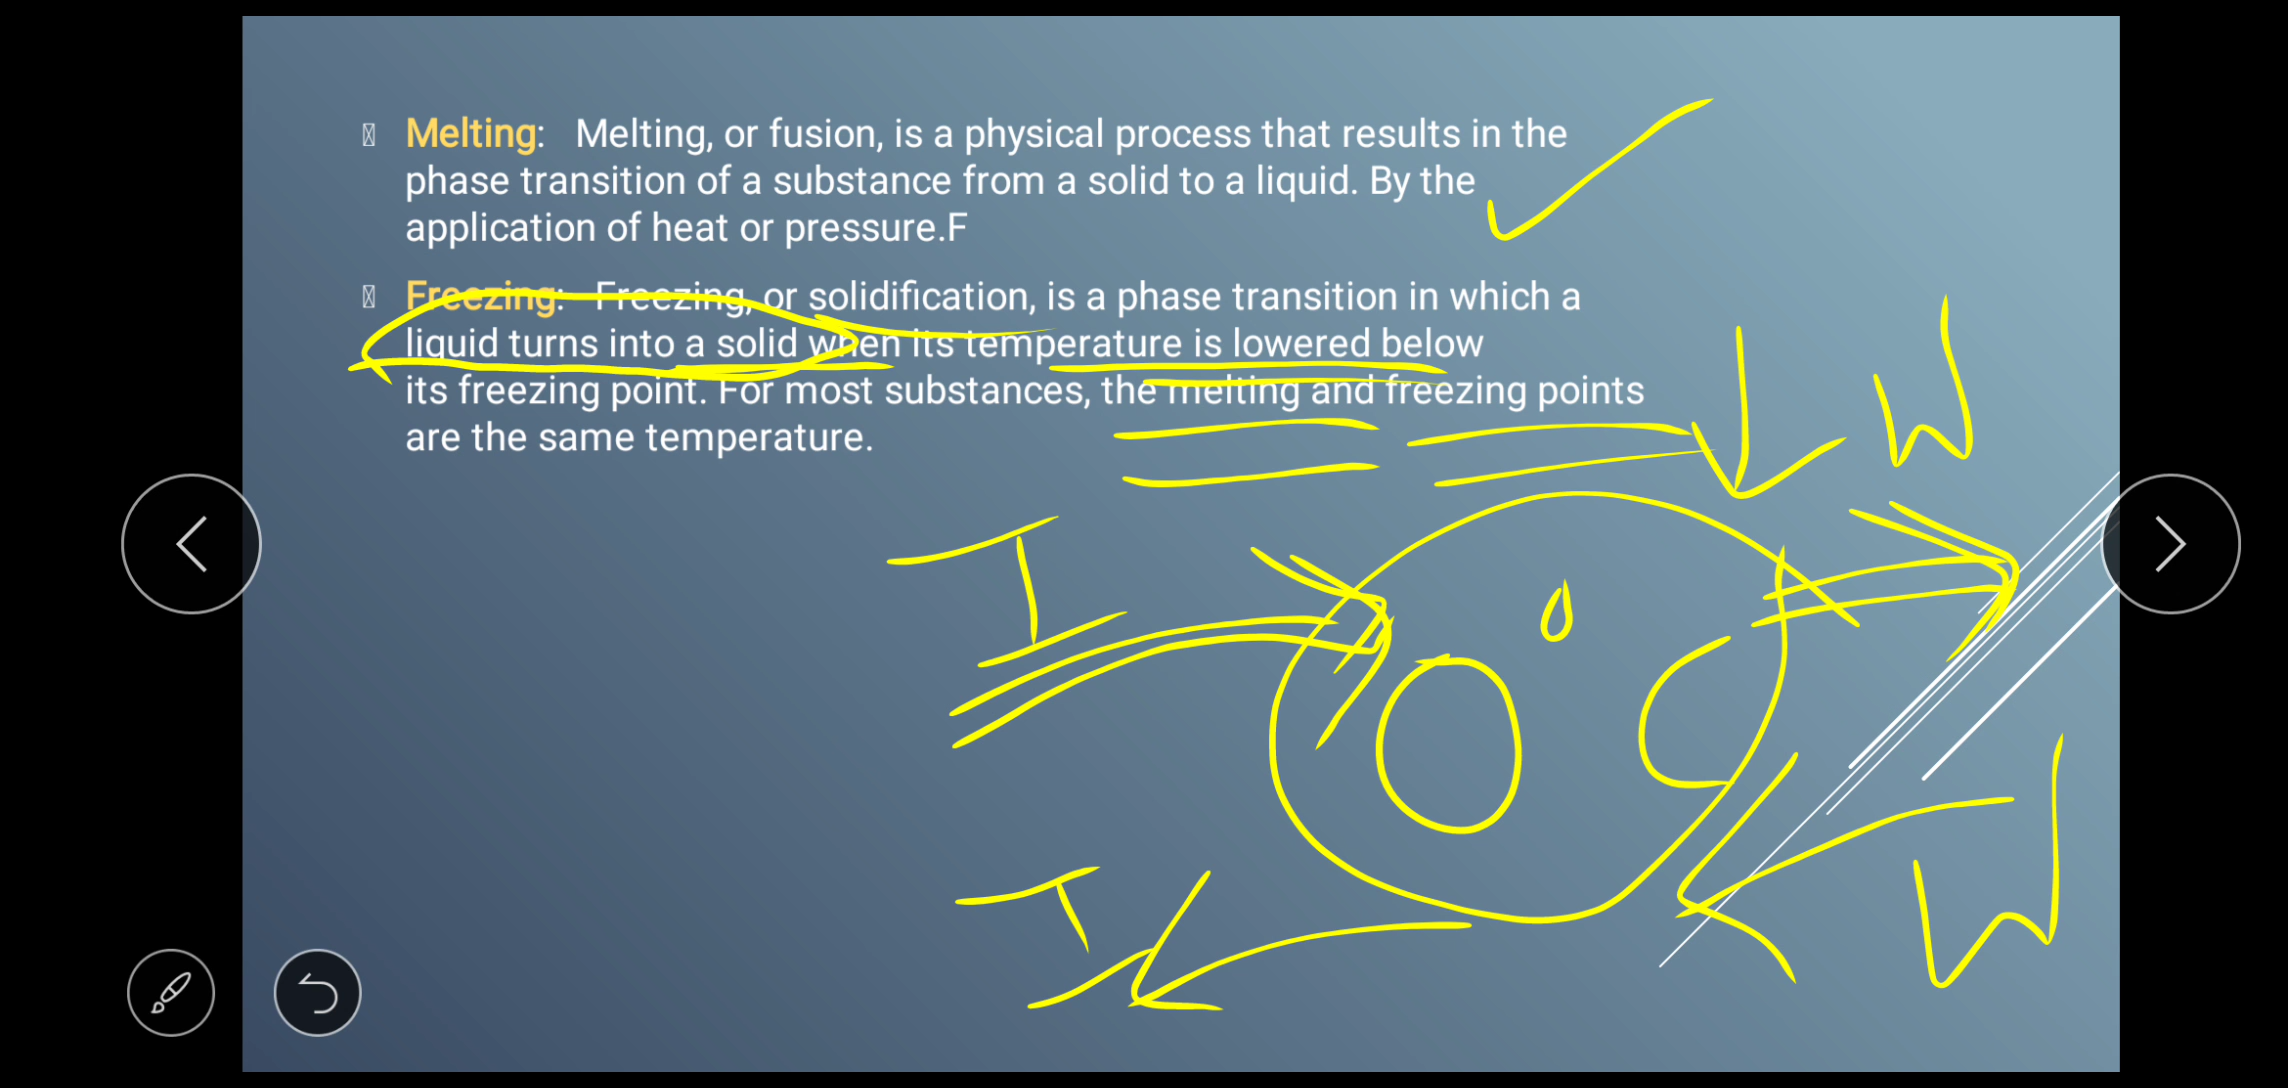 Melting: Melting, or fusion, is a physical process that results in the
phase transition of a substance from a solid to a liquid. By the
application of heat or pressure.F
Freezing: Freezing, or solidification, is a phase transition in which a
liquid turns into a solid when its temperature is lowered below
its freezing point. For most substances, the melting and freezing points
are the same temperature.
W
I
0°C
I
W